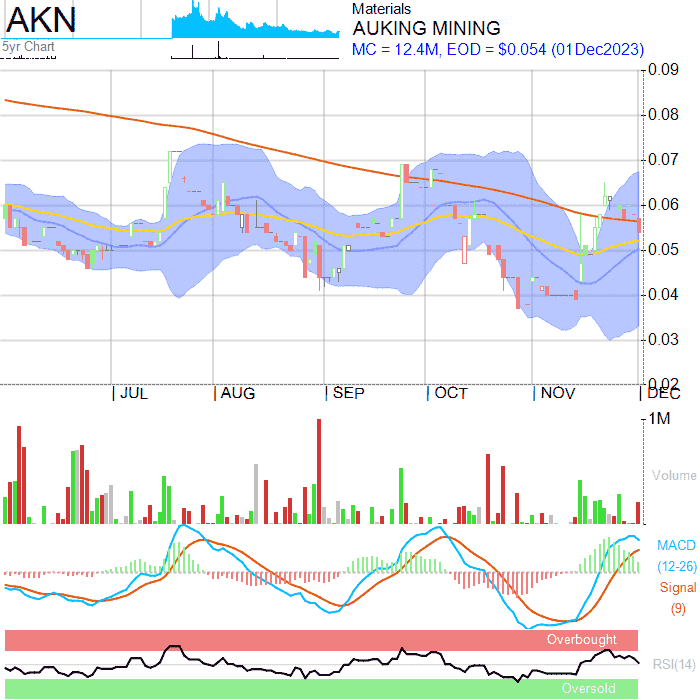 AKN
5yr Chart
Materials
AUKING MINING
MC = 12.4M, EOD = $0.054 (01Dec2023)
0.09
0.08
0.07
0.06
0.05
0.04
0.03
0.02
JUL
AUG
SEP
OCT
NOV
DEC
1M
Volume
MACD
(12-26)
Signal
(9)
Overbought
RSI(14)
Oversold